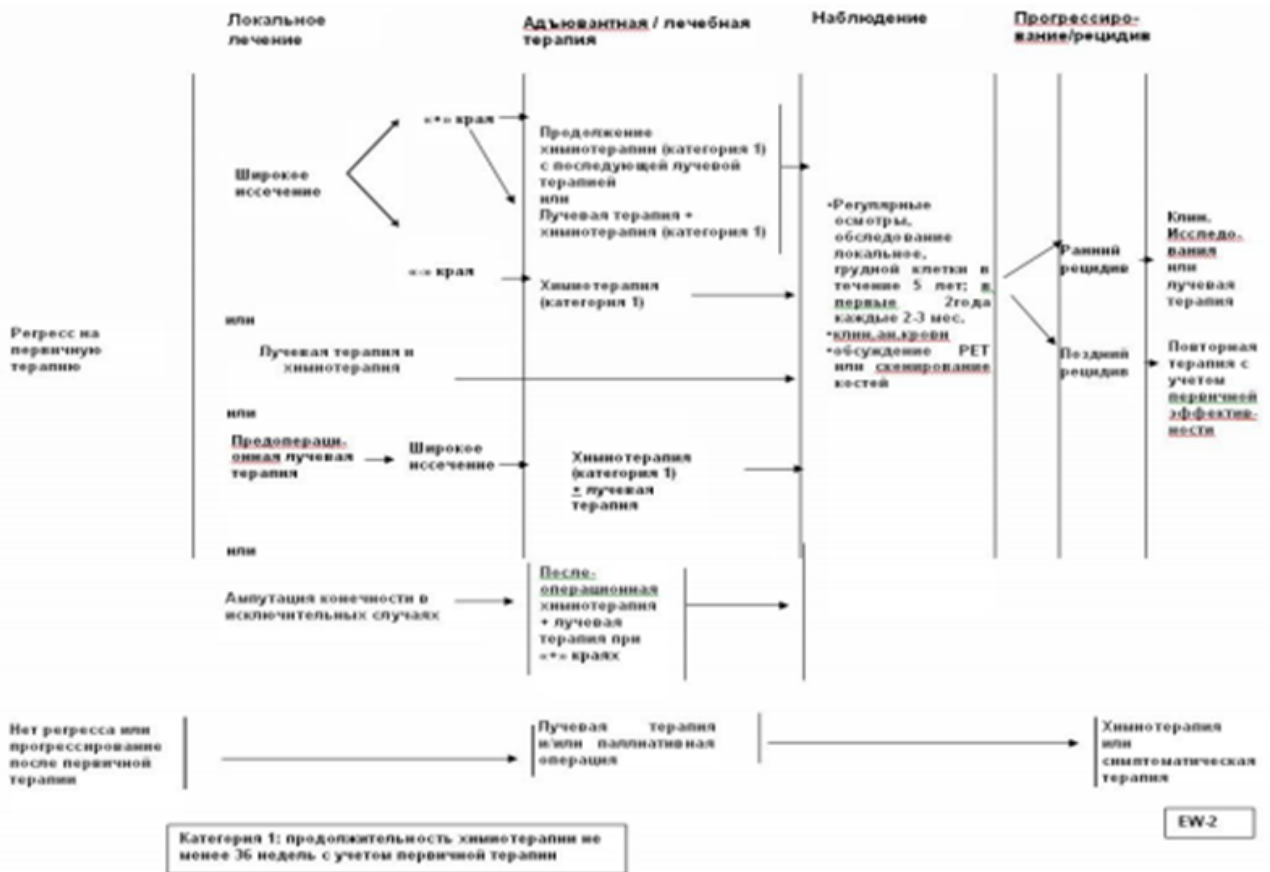 Локальное
лечение
Адъювантная / лечебная
терапия
Наблюдение
Прогрессиро-
вание/рецидив
Регресс на
первичную
терапию
Широкое
иссечение
«+» края
«-» края
Продолжение
химиотерапии (категория 1)
с последующей лучевой
терапией
или
Лучевая терапия +
химиотерапия (категория 1)
Химиотерапия
(категория 1)
или
Лучевая терапия и
химиотерапия
или
Предопераци-
онная лучевая
терапия
Широкое
иссечение
Химиотерапия
(категория 1)
± лучевая
терапия
или
Ампутация конечности в
исключительных случаях
После-
операционная
химиотерапия
+ лучевая
терапия при
«+» краях
•Регулярные
осмотры,
обследование
локальное,
грудной клетки в
течение 5 лет; в
первые 2года
каждые 2-3 мес.
•клин.ан.крови
•обсуждение PET
или сканирование
костей
Ранний
рецидив
Поздний
рецидив
Клин.
Исследо-
вания
или
лучевая
терапия
Повторная
терапия с
учетом
первичной
эффектив-
ности
Нет регресса или
прогрессирование
после первичной
терапии
Лучевая терапия
и/или паллиативная
операция
Химиотерапия
или
симптоматическая
терапия
EW-2
Категория 1: продолжительность химиотерапии не
менее 36 недель с учетом первичной терапии